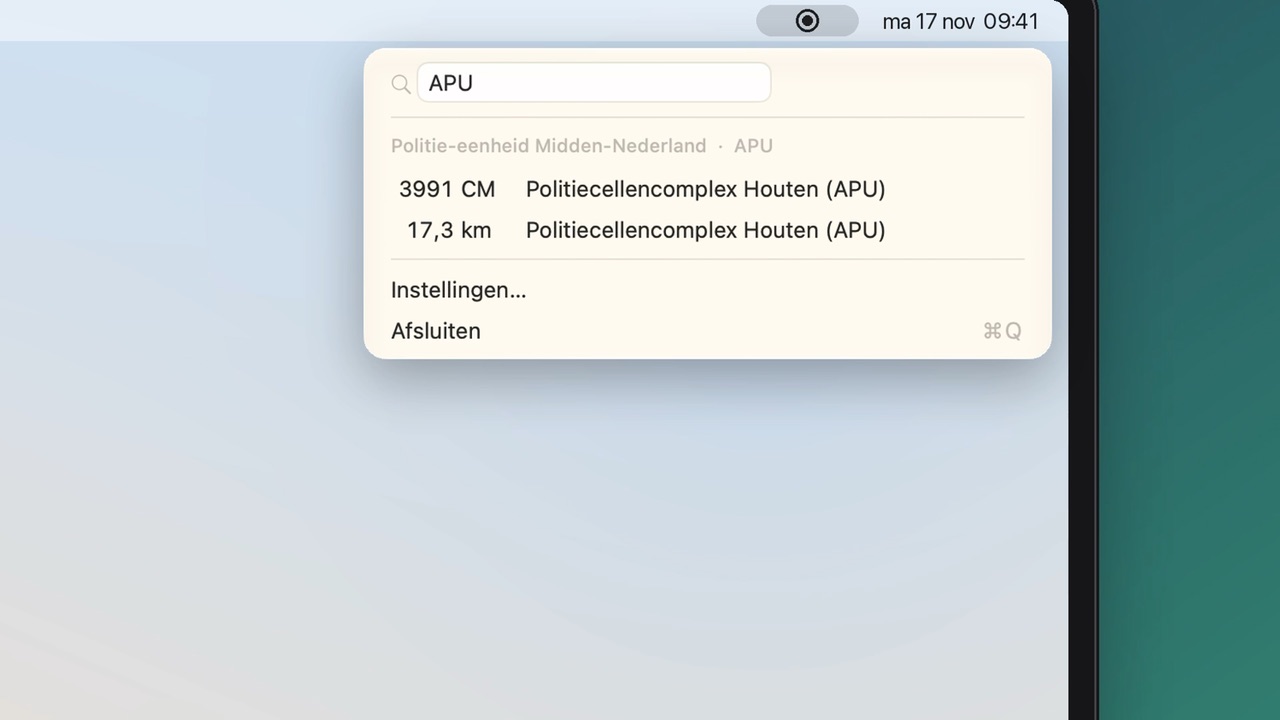 ma 17 nov 09:41
APU
Politie-eenheid Midden-Nederland · APU
3991 CM Politiecellencomplex Houten (APU)
17,3 km Politiecellencomplex Houten (APU)
Instellingen...
Afsluiten ⌘Q